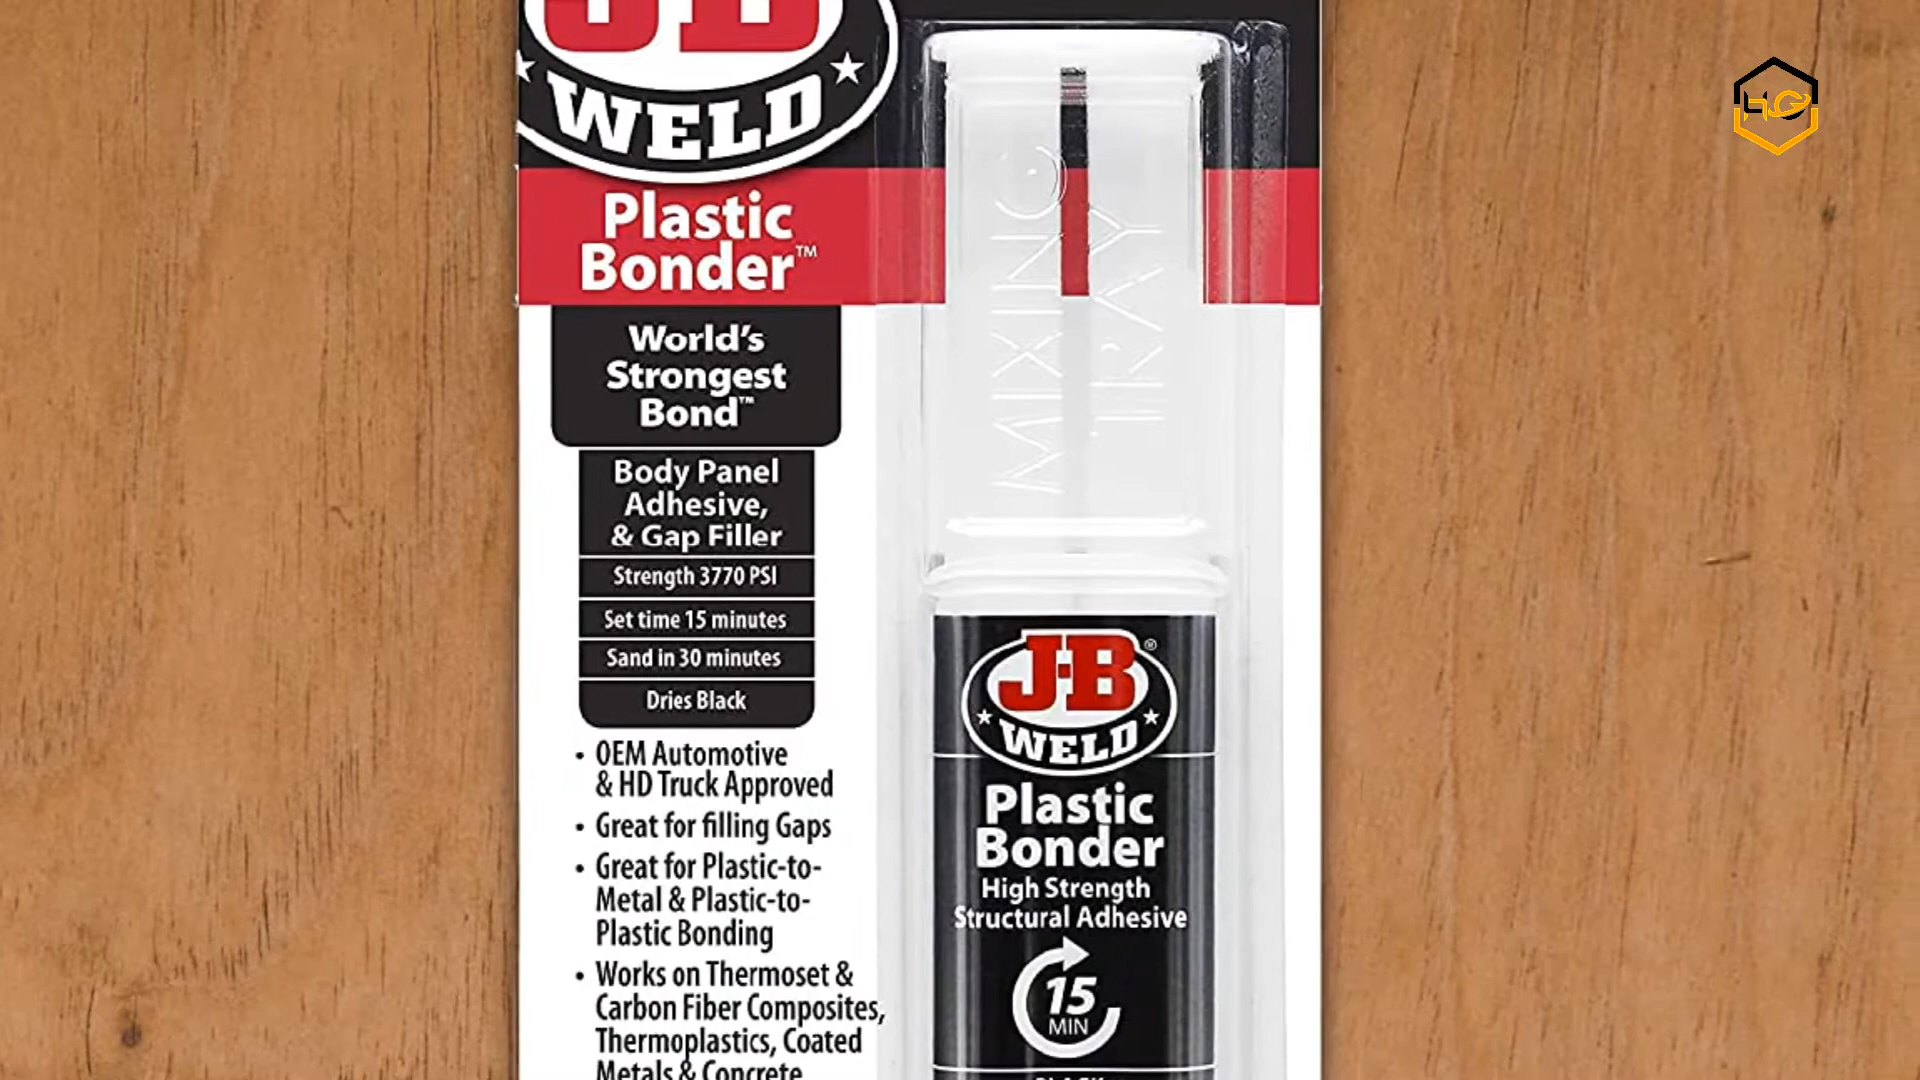 J-B
WELD
Plastic
Bonder™
World's
Strongest
Bond™
Body Panel
Adhesive,
& Gap Filler
Strength 3770 PSI
Set time 15 minutes
Sand in 30 minutes
Dries Black
• OEM Automotive
& HD Truck Approved
• Great for filling Gaps
• Great for Plastic-to-
Metal & Plastic-to-
Plastic Bonding
• Works on Thermoset &
Carbon Fiber Composites,
Thermoplastics, Coated
Metals & Concrete
MIXING
TRAY
J-B®
WELD
Plastic
Bonder
High Strength
Structural Adhesive
15
MIN
HG